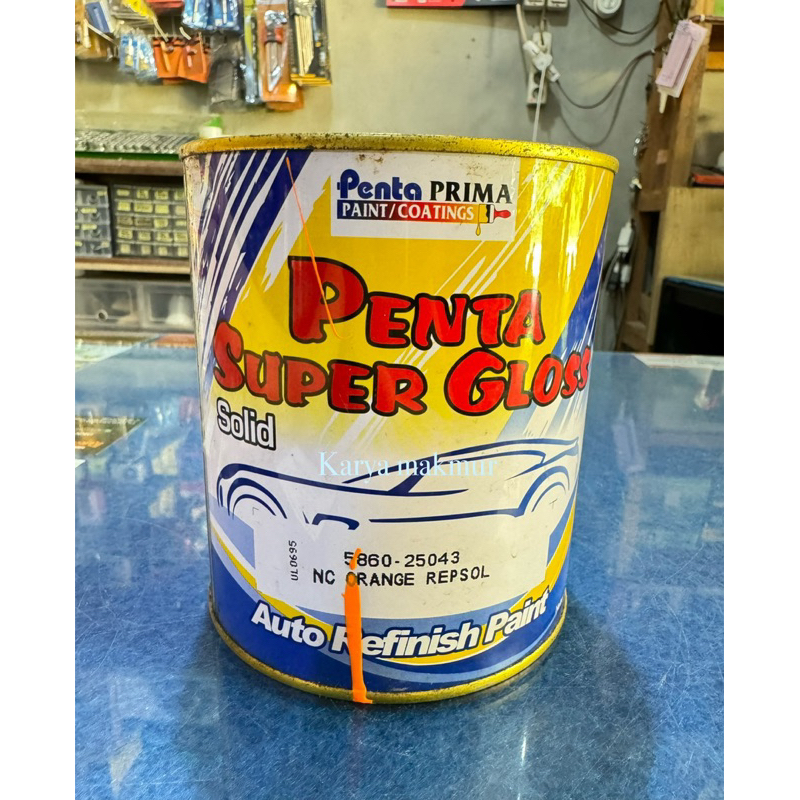 Penta PRIMA
PAINT/COATINGS
PENTA
SUPER GLOSS
Solid
Karya makmur
UL0695
5860-25043
NC ORANGE REPSOL
Auto Refinish Paint